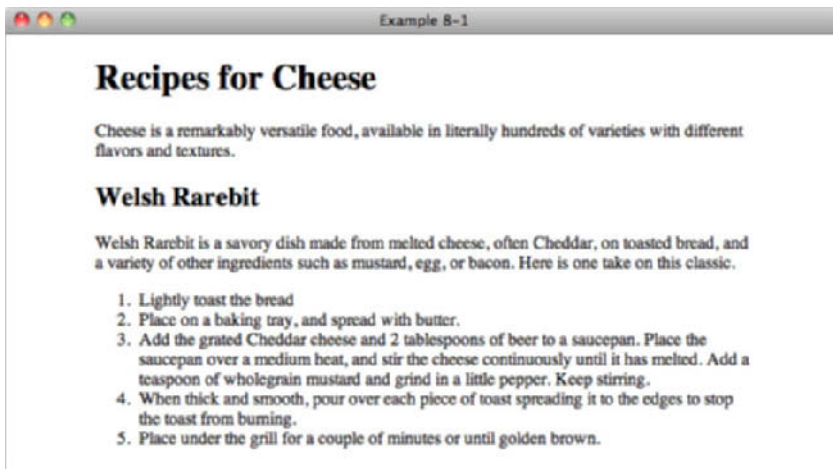 Example 8-1
Recipes for Cheese
Cheese is a remarkably versatile food, available in literally hundreds of varieties with different
flavors and textures.
Welsh Rarebit
Welsh Rarebit is a savory dish made from melted cheese, often Cheddar, on toasted bread, and
a variety of other ingredients such as mustard, egg, or bacon. Here is one take on this classic.
1. Lightly toast the bread
2. Place on a baking tray, and spread with butter.
3. Add the grated Cheddar cheese and 2 tablespoons of beer to a saucepan. Place the
saucepan over a medium heat, and stir the cheese continuously until it has melted. Add a
teaspoon of wholegrain mustard and grind in a little pepper. Keep stirring.
4. When thick and smooth, pour over each piece of toast spreading it to the edges to stop
the toast from burning.
5. Place under the grill for a couple of minutes or until golden brown.